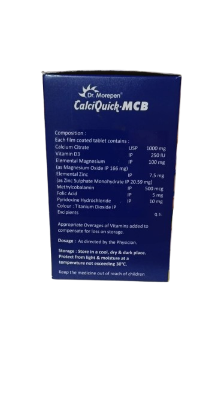 Dr. Morepen
CalciQuick-MCB
Composition :
Each film coated tablet contains :
Calcium Citrate USP 1000 mg
Vitamin D3 IP 250 IU
Elemental Magnesium IP 100 mg
(as Magnesium Oxide IP 166 mg)
Elemental Zinc IP 7.5 mg
(as Zinc Sulphate Monohydrate IP 20.59 mg)
Methylcobalamin IP 500 mcg
Folic Acid IP 5 mg
Pyridoxine Hydrochloride IP 10 mg
Colour : Titanium Dioxide IP
Excipients q.s.
Appropriate Overages of Vitamins added to
compensate for loss on storage.
Dosage : As directed by the Physician.
Storage : Store in a cool, dry & dark place.
Protect from light & moisture at a
temperature not exceeding 30°C.
Keep the medicine out of reach of children.